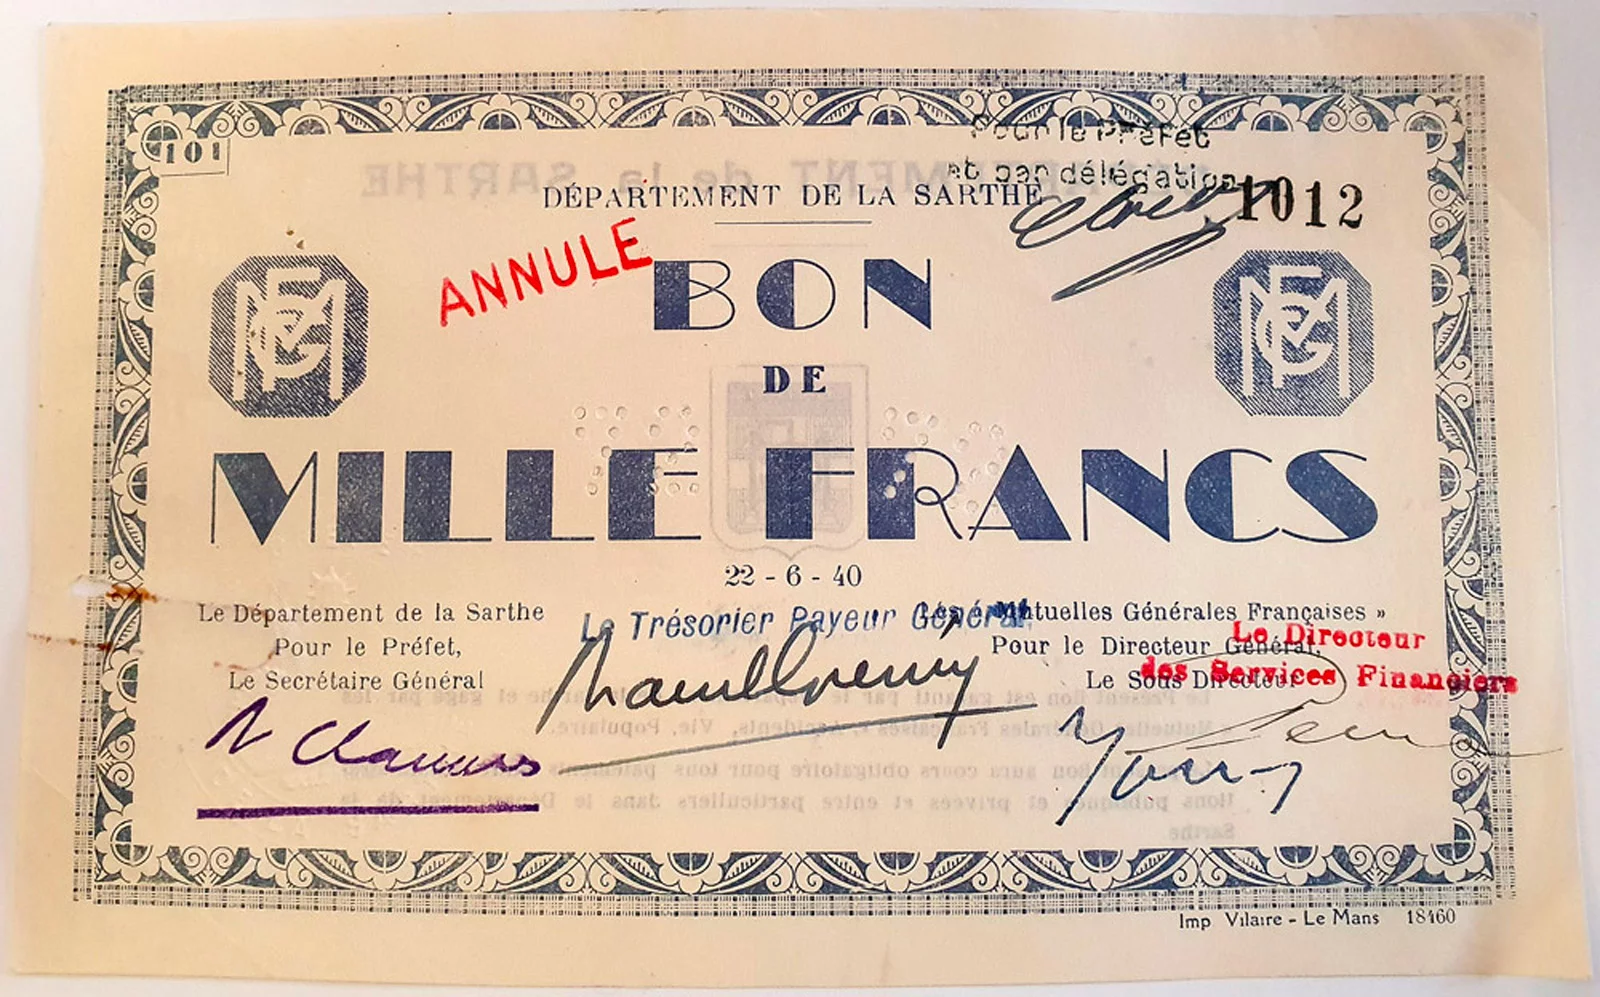 101
Pour le Préfet
et par délégation
DÉPARTEMENT DE LA SARTHE
1012
ANNULE
BON
DE
MILLE FRANCS
22 - 6 - 40
Le Département de la Sarthe
Pour le Préfet,
Le Secrétaire Général
Le Trésorier Payeur Général
Les « Mutuelles Générales Françaises »
Pour le Directeur Général,
Le Sous Directeur
Le Directeur
des Services Financiers
Imp Vilaire - Le Mans 18460